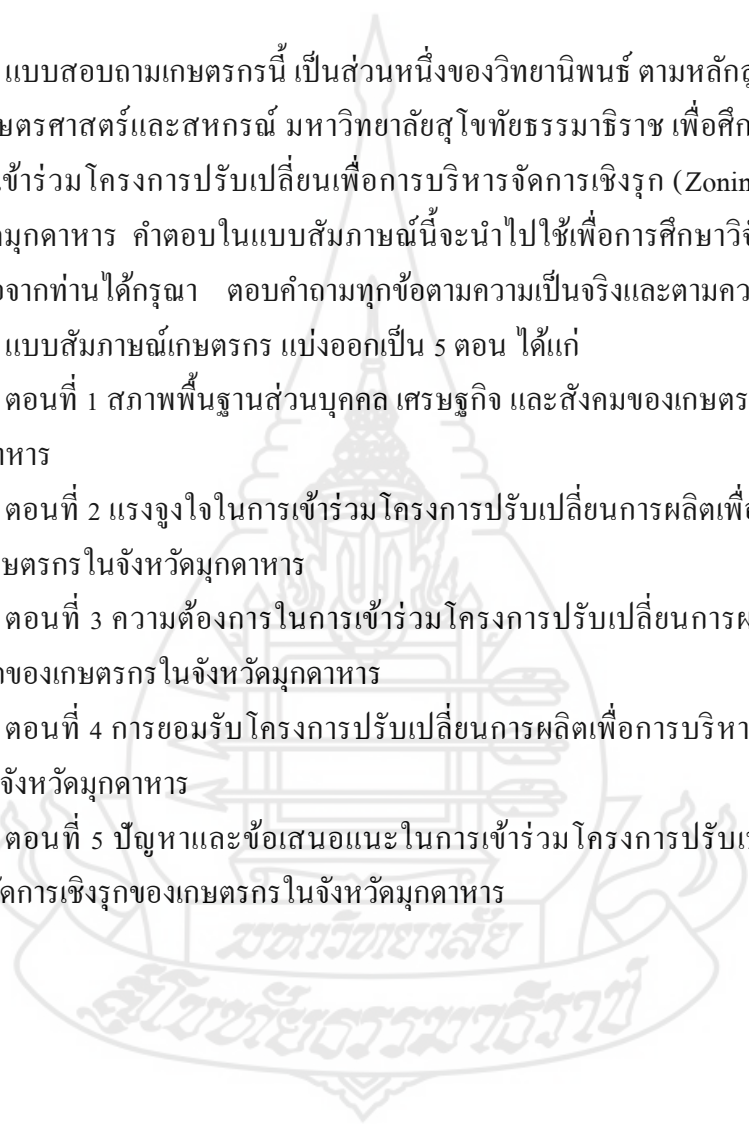 แบบสอบถามเกษตรกรนี้ เป็นส่วนหนึ่งของวิทยานิพนธ์ ตามหลักสู
ษตรศาสตร์และสหกรณ์ มหาวิทยาลัยสุโขทัยธรรมาธิราช เพื่อศึก
เข้าร่วมโครงการปรับเปลี่ยนเพื่อการบริหารจัดการเชิงรุก (Zonin
มุกดาหาร คำตอบในแบบสัมภาษณ์นี้จะนำไปใช้เพื่อการศึกษาวิจั
จากท่านได้กรุณา ตอบคำถามทุกข้อตามความเป็นจริงและตามคว
แบบสัมภาษณ์เกษตรกร แบ่งออกเป็น 5 ตอน ได้แก่
ตอนที่ 1 สภาพพื้นฐานส่วนบุคคล เศรษฐกิจ และสังคมของเกษตร
าหาร
ตอนที่ 2 แรงจูงใจในการเข้าร่วมโครงการปรับเปลี่ยนการผลิตเพื่อ
ษตรกรในจังหวัดมุกดาหาร
ตอนที่ 3 ความต้องการในการเข้าร่วมโครงการปรับเปลี่ยนการผ
ของเกษตรกรในจังหวัดมุกดาหาร
ตอนที่ 4 การยอมรับโครงการปรับเปลี่ยนการผลิตเพื่อการบริหา
จังหวัดมุกดาหาร
ตอนที่ 5 ปัญหาและข้อเสนอแนะในการเข้าร่วมโครงการปรับเป
ัดการเชิงรุกของเกษตรกรในจังหวัดมุกดาหาร
มหาวิทยาลัย
สุโขทัยธรรมาธิราช